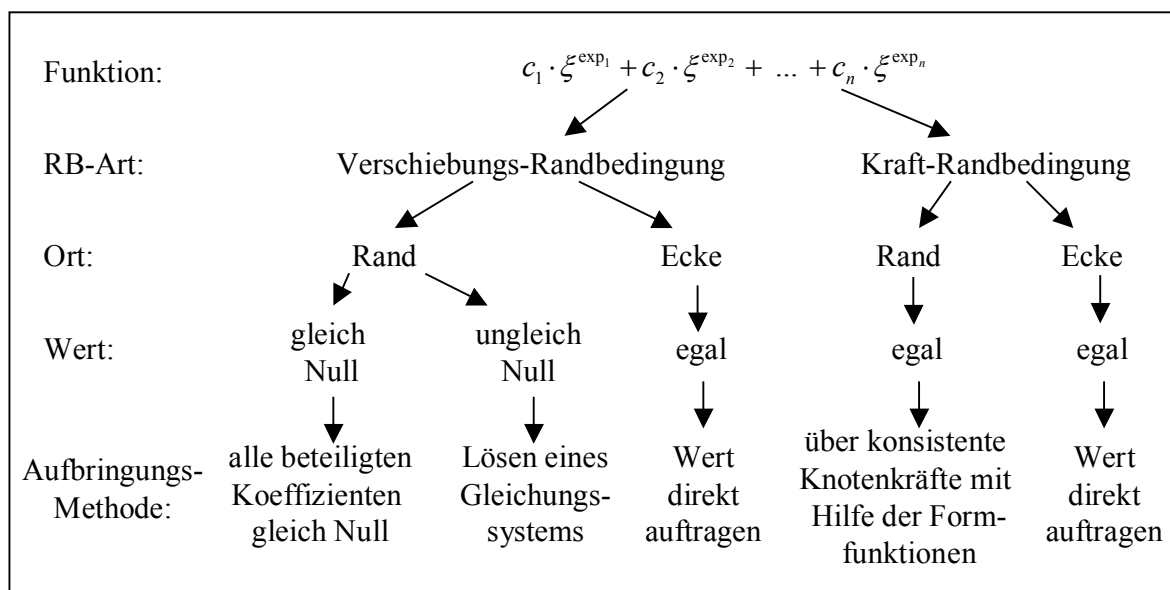 Funktion: c₁ · ξ^exp₁ + c₂ · ξ^exp₂ + ... + cₙ · ξ^expₙ
RB-Art: Verschiebungs-Randbedingung Kraft-Randbedingung
Ort: Rand Ecke Rand Ecke
Wert: gleich Null ungleich Null egal egal egal
Aufbringungs-Methode:
alle beteiligten
Koeffizienten
gleich Null
Lösen eines
Gleichungs-
systems
Wert
direkt
auftragen
über konsistente
Knotenkräfte mit
Hilfe der Form-
funktionen
Wert
direkt
auftragen